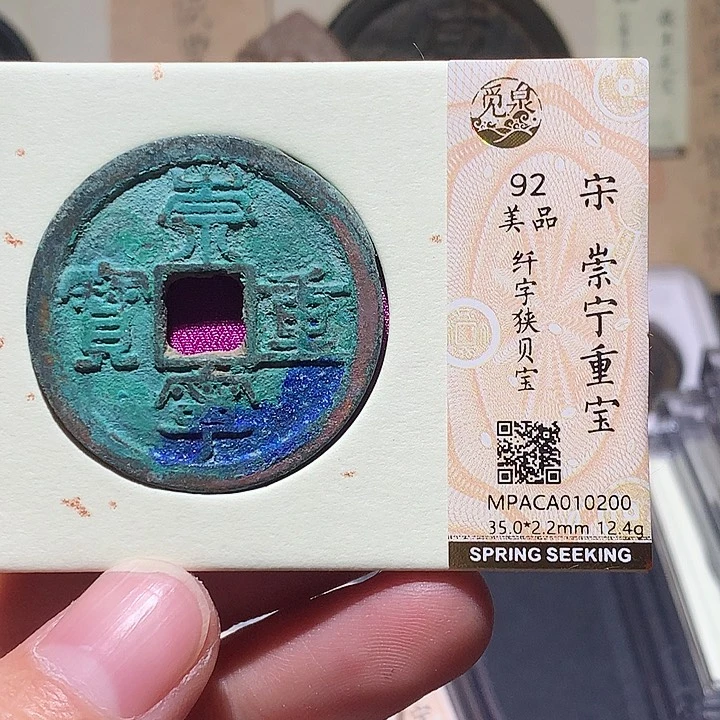 崇
寶 重
寧
觅泉
宋 崇宁重宝
92
美品
纤字狭贝宝
MPACA010200
35.0*2.2mm 12.4g
SPRING SEEKING